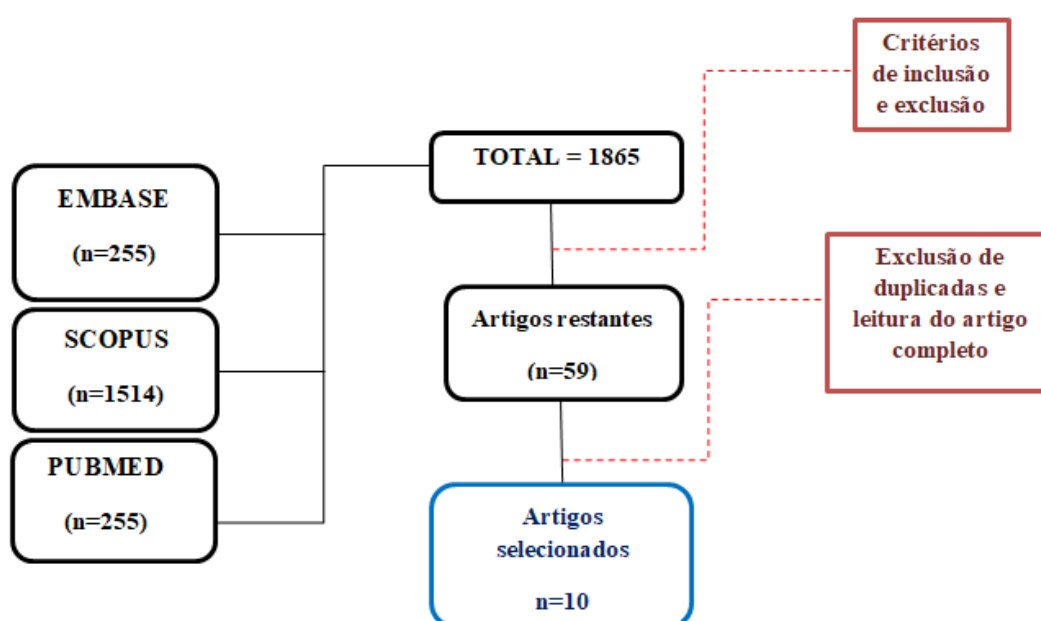 EMBASE
(n=255)
SCOPUS
(n=1514)
PUBMED
(n=255)
TOTAL = 1865
Artigos restantes
(n=59)
Artigos
selecionados
n=10
Critérios
de inclusão
e exclusão
Exclusão de
duplicadas e
leitura do artigo
completo